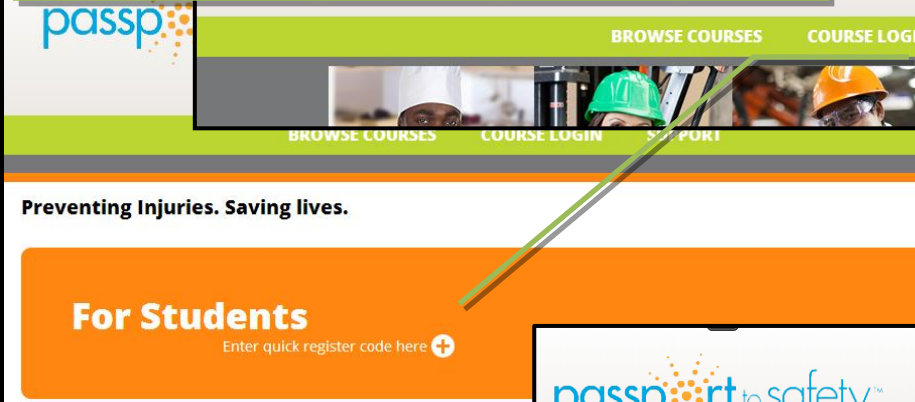 passp
BROWSE COURSES COURSE LOGI
BROWSE COURSES COURSE LOGIN SUPPORT
Preventing Injuries. Saving lives.
For Students
Enter quick register code here
passport to safety™